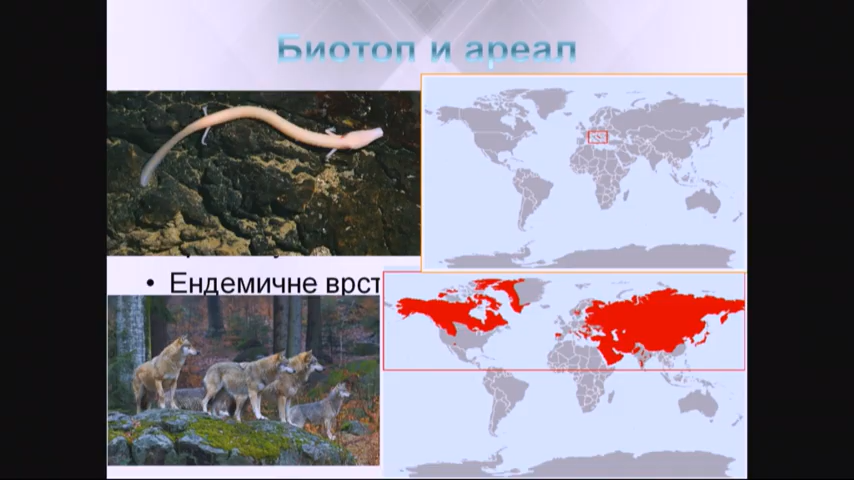 Биотоп и ареал
• Ендемичне врст